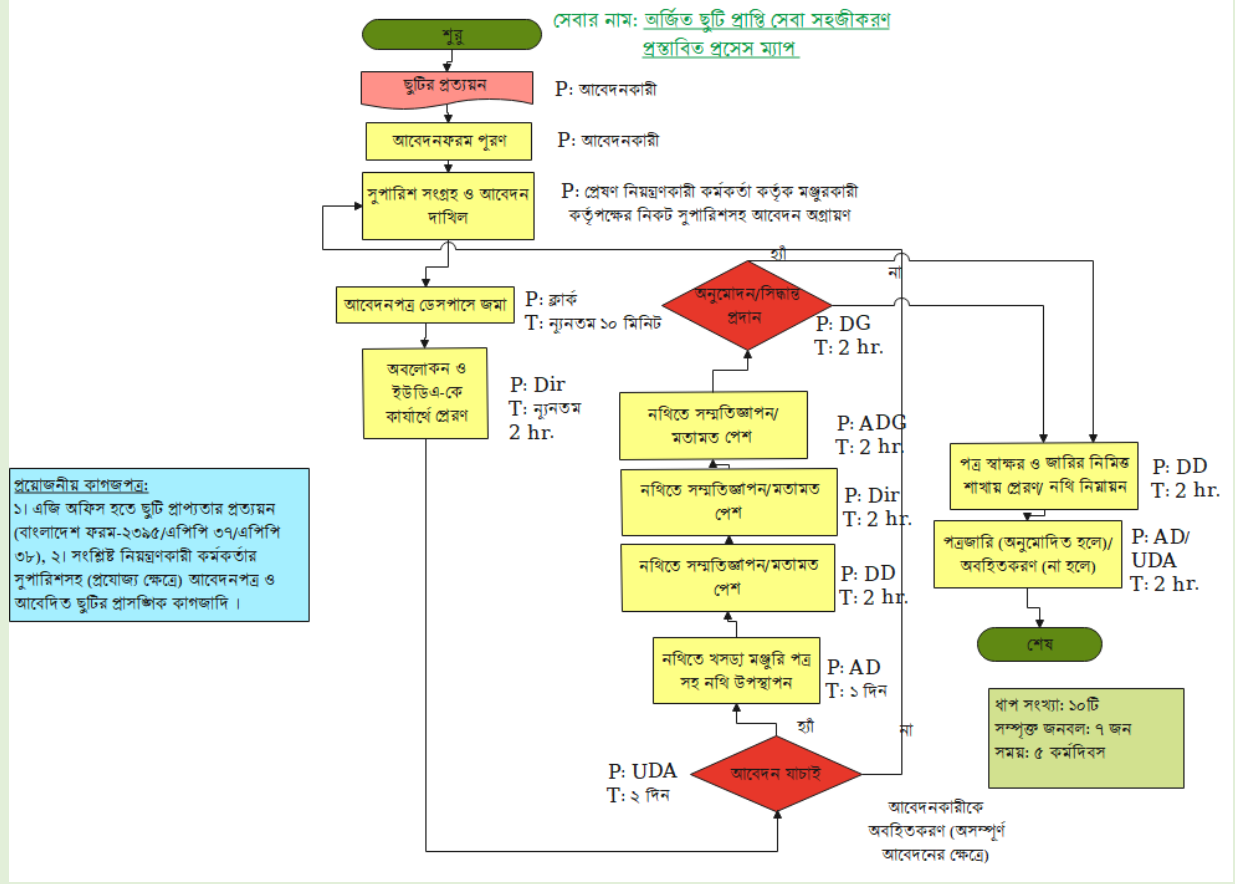 সেবার নাম: অর্জিত ছুটি প্রাপ্তি সেবা সহজীকরণ
প্রস্তাবিত প্রসেস ম্যাপ
শুরু
ছুটির প্রত্যয়ন
P: আবেদনকারী
আবেদনফরম পূরণ
P: আবেদনকারী
সুপারিশ সংগ্রহ ও আবেদন
দাখিল
P: প্রেষণ নিয়ন্ত্রণকারী কর্মকর্তা কর্তৃক মঞ্জুরকারী
কর্তৃপক্ষের নিকট সুপারিশসহ আবেদন অগ্রায়ণ
আবেদনপত্র ডেসপাসে জমা
P: ক্লার্ক
T: ন্যূনতম ১০ মিনিট
অবলোকন ও
ইউডিএ-কে
কার্যার্থে প্রেরণ
P: Dir
T: ন্যূনতম
2 hr.
প্রয়োজনীয় কাগজপত্র:
১। এজি অফিস হতে ছুটি প্রাপ্যতার প্রত্যয়ন
(বাংলাদেশ ফরম-২৩৯৫/এপিপি ৩৭/এপিপি
৩৮), ২। সংশ্লিষ্ট নিয়ন্ত্রণকারী কর্মকর্তার
সুপারিশসহ (প্রযোজ্য ক্ষেত্রে) আবেদনপত্র ও
আবেদিত ছুটির প্রাসঙ্গিক কাগজাদি ।
হ্যাঁ
না
অনুমোদন/সিদ্ধান্ত
প্রদান
P: DG
T: 2 hr.
নথিতে সম্মতিজ্ঞাপন/
মতামত পেশ
P: ADG
T: 2 hr.
নথিতে সম্মতিজ্ঞাপন/মতামত
পেশ
P: Dir
T: 2 hr.
নথিতে সম্মতিজ্ঞাপন/মতামত
পেশ
P: DD
T: 2 hr.
নথিতে খসড়া মঞ্জুরি পত্র
সহ নথি উপস্থাপন
P: AD
T: ১ দিন
হ্যাঁ
না
আবেদন যাচাই
P: UDA
T: ২ দিন
আবেদনকারীকে
অবহিতকরণ (অসম্পূর্ণ
আবেদনের ক্ষেত্রে)
পত্র স্বাক্ষর ও জারির নিমিত্ত
শাখায় প্রেরণ/ নথি নিম্নায়ন
P: DD
T: 2 hr.
পত্রজারি (অনুমোদিত হলে)/
অবহিতকরণ (না হলে)
P: AD/
UDA
T: 2 hr.
শেষ
ধাপ সংখ্যা: ১০টি
সম্পৃক্ত জনবল: ৭ জন
সময়: ৫ কর্মদিবস